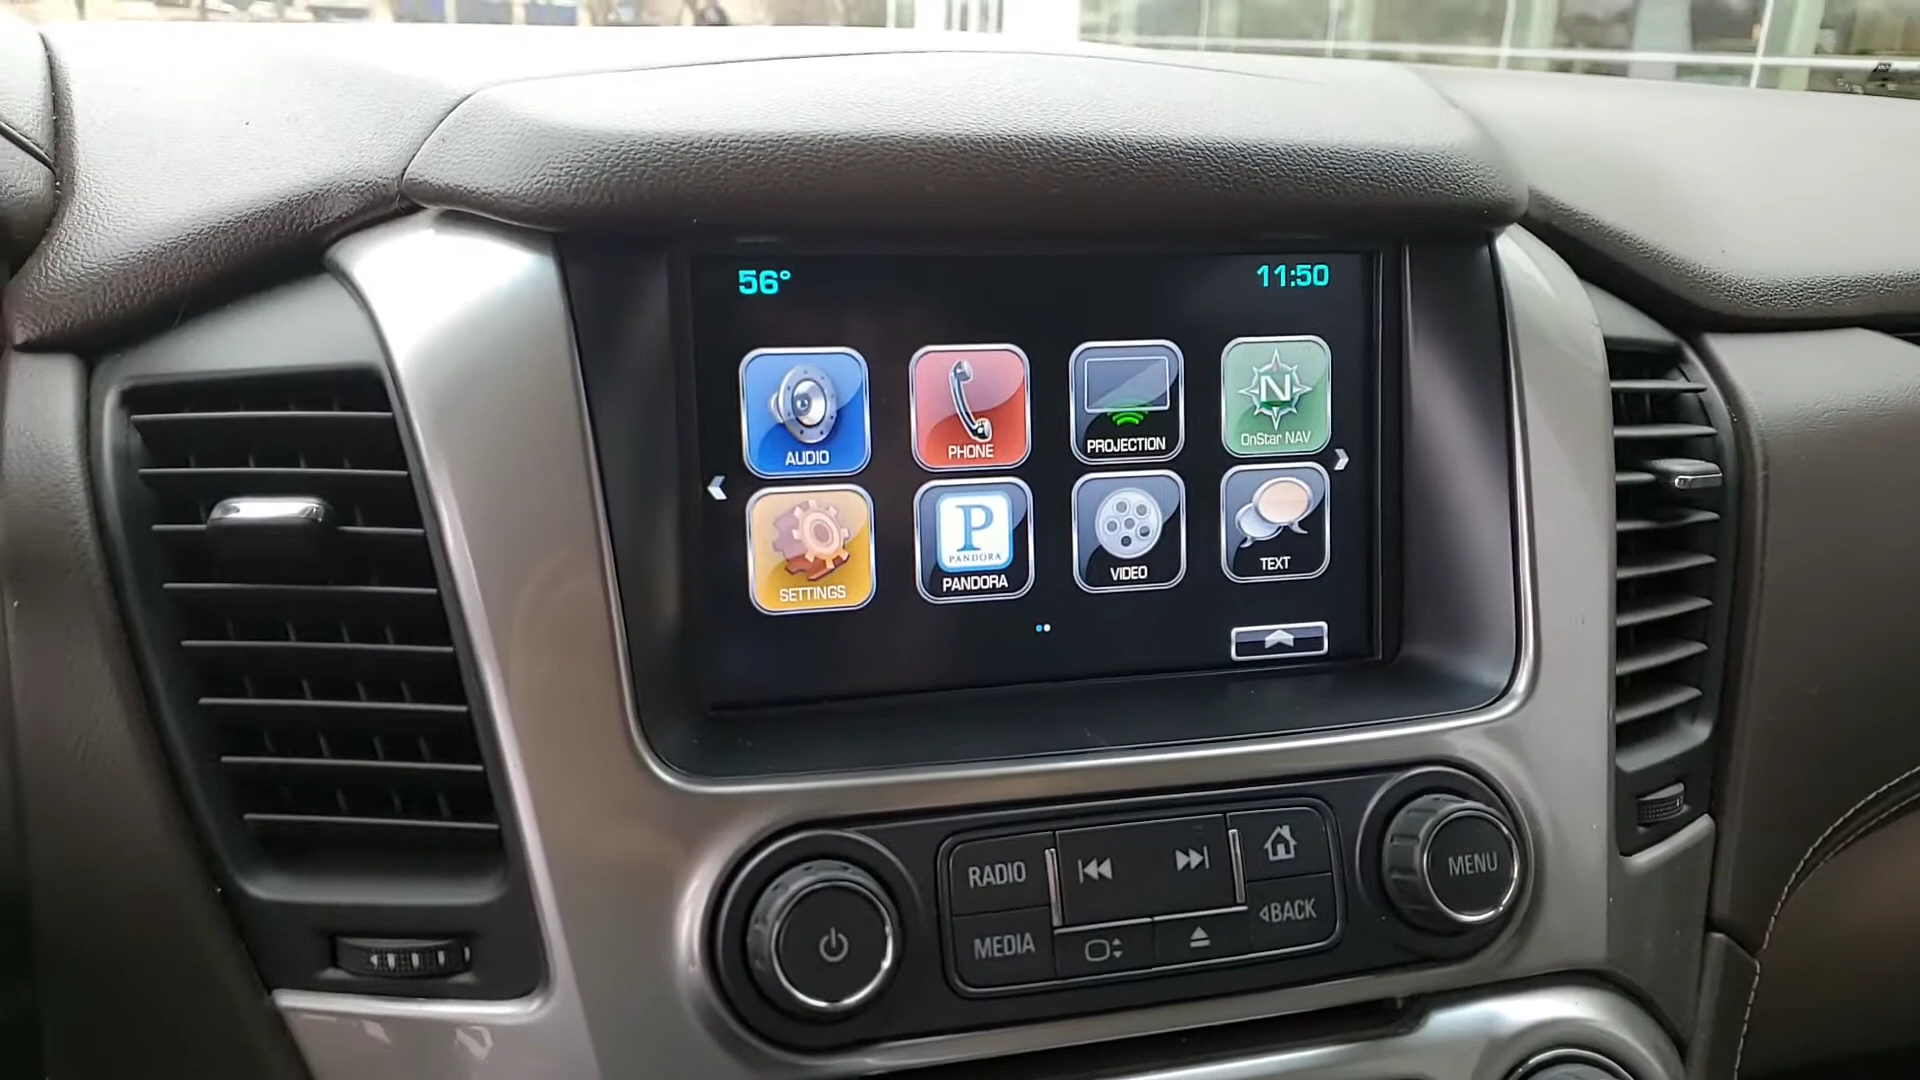 56°
11:50
AUDIO
PHONE
PROJECTION
N
OnStar NAV
SETTINGS
P
PANDORA
PANDORA
VIDEO
TEXT
RADIO
MENU
MEDIA
BACK